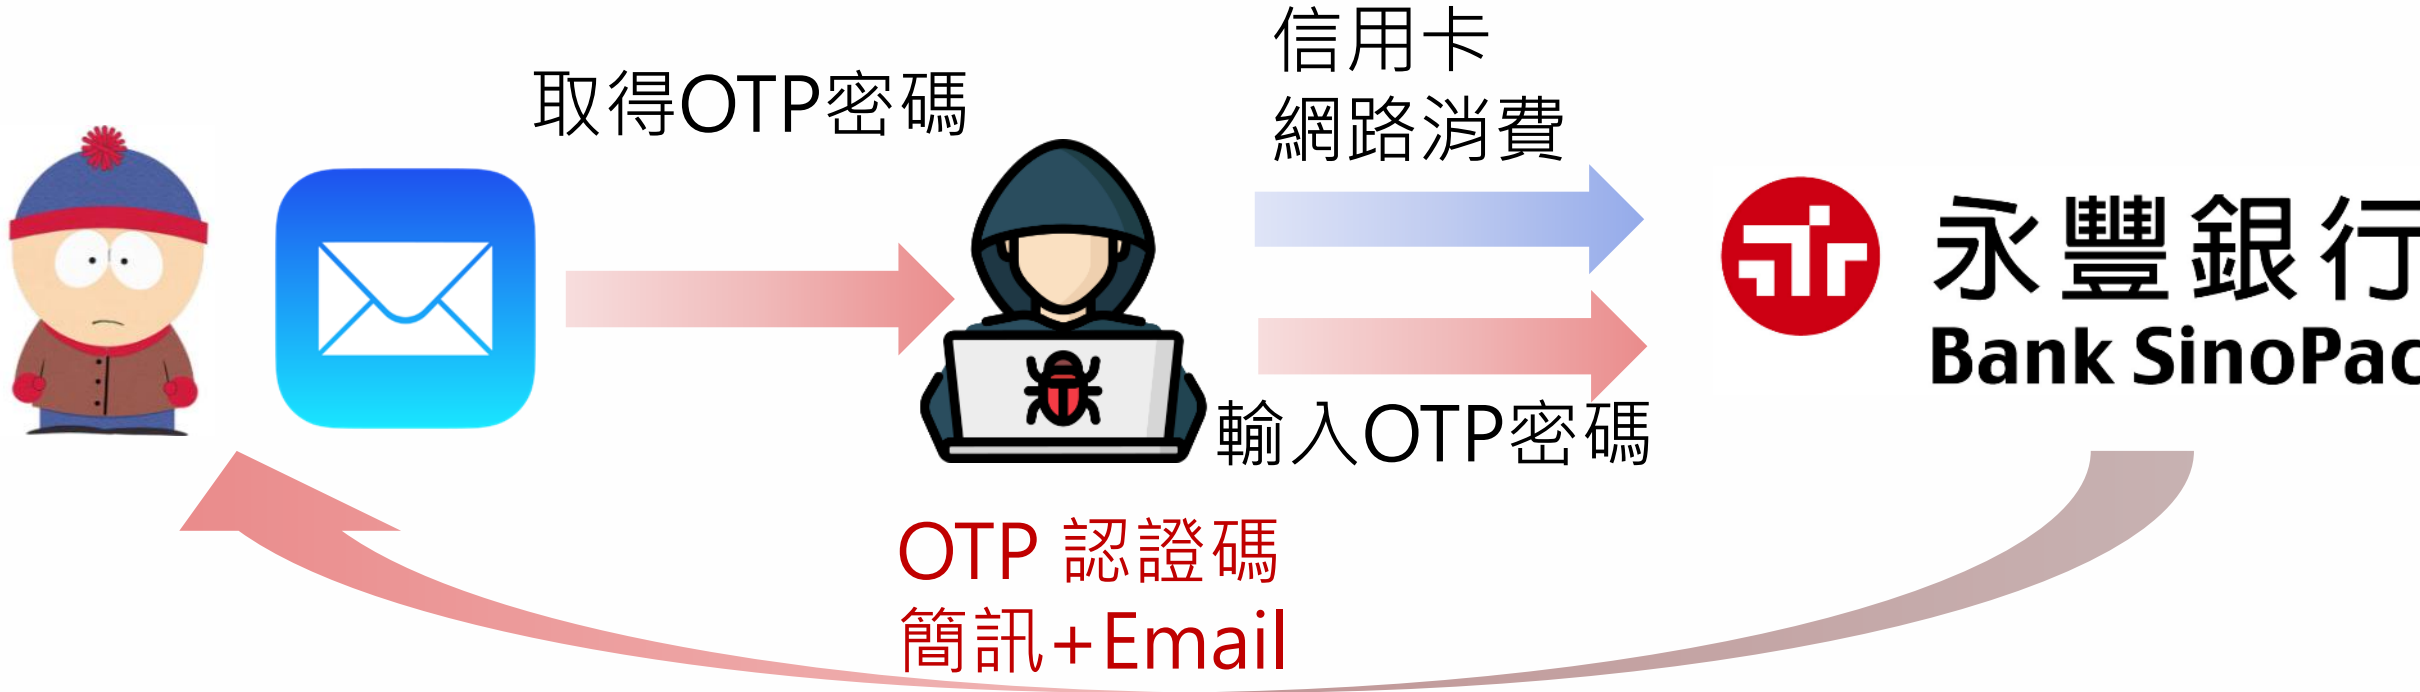 取得OTP密碼
信用卡
網路消費
永豐銀行
Bank SinoPac
輸入OTP密碼
OTP 認證碼
簡訊+Email